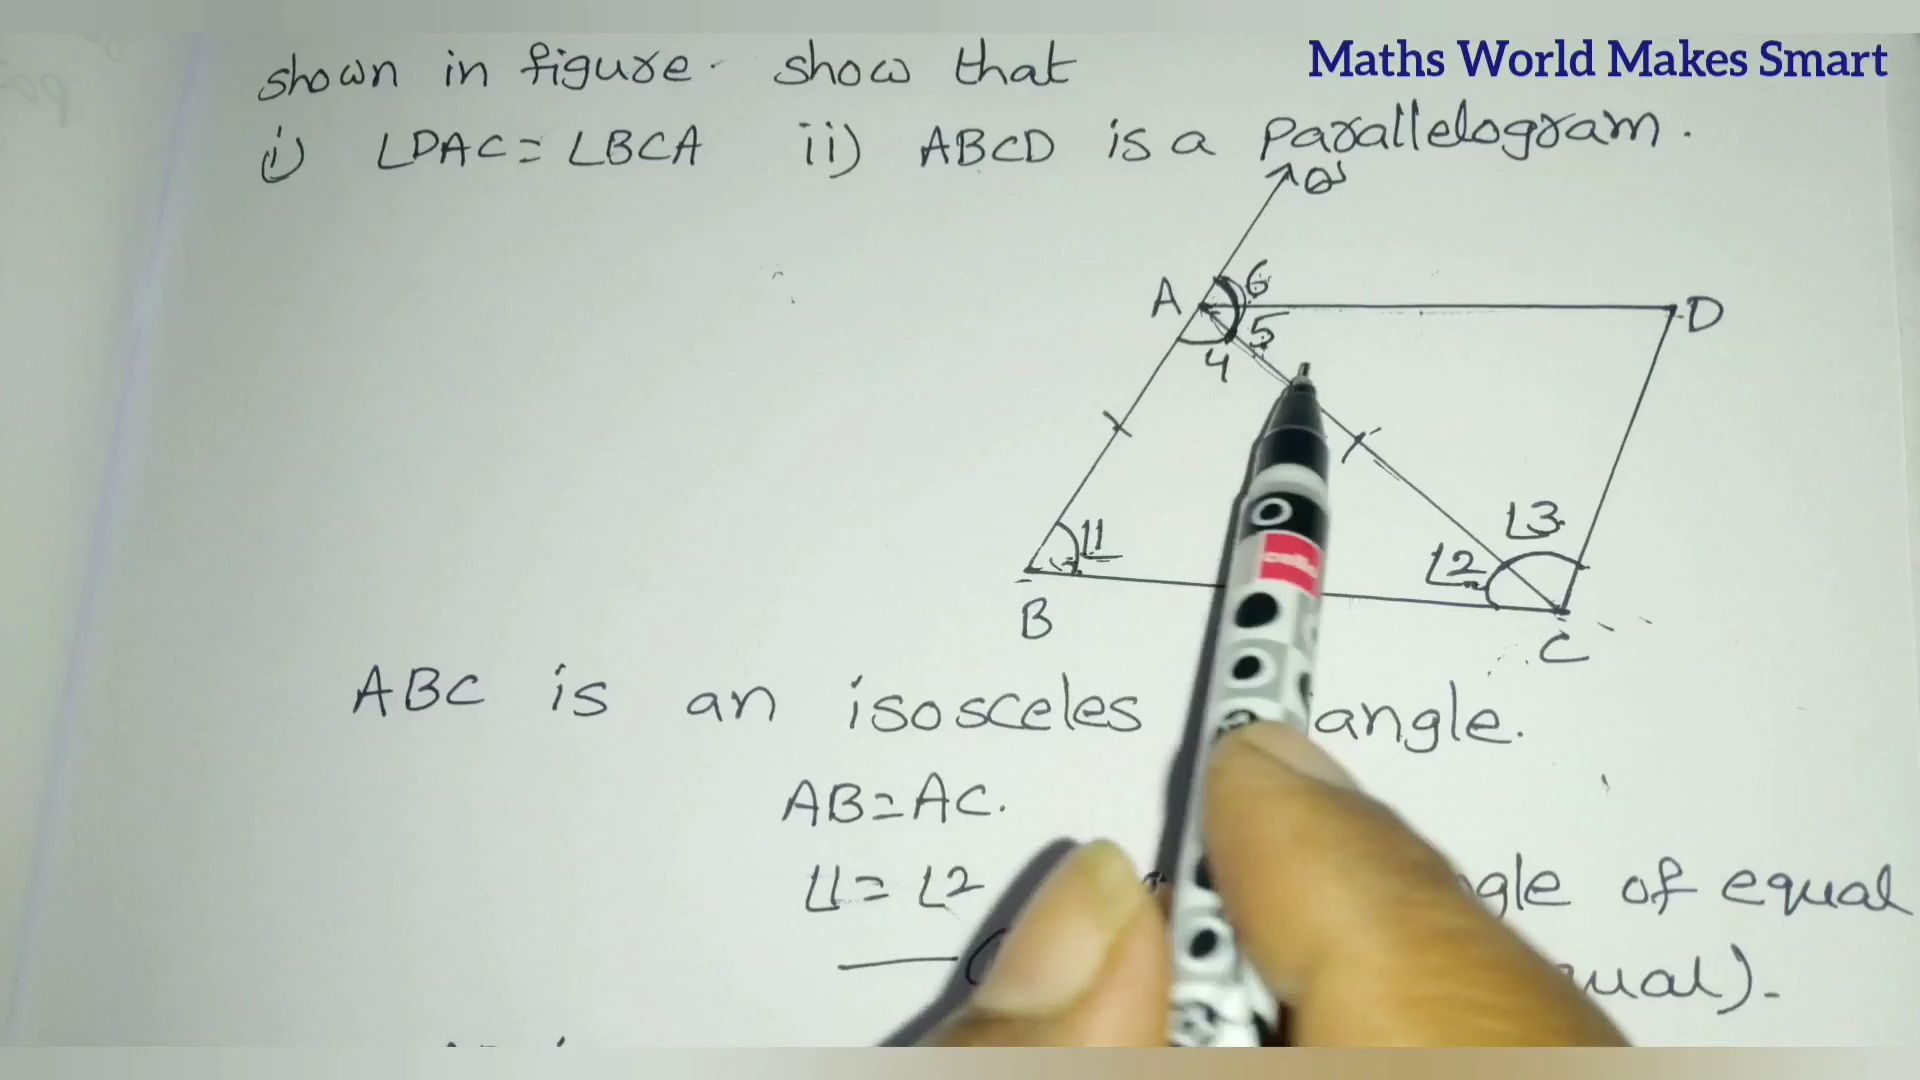 Maths World Makes Smart
shown in figure. show that
i) ∠DAC = ∠BCA ii) ABCD is a parallelogram.
A
6
5
4
D
∠1
∠2
∠3
B
C
ABC is an isosceles angle.
AB = AC.
∠1 = ∠2 gle of equal
ual).